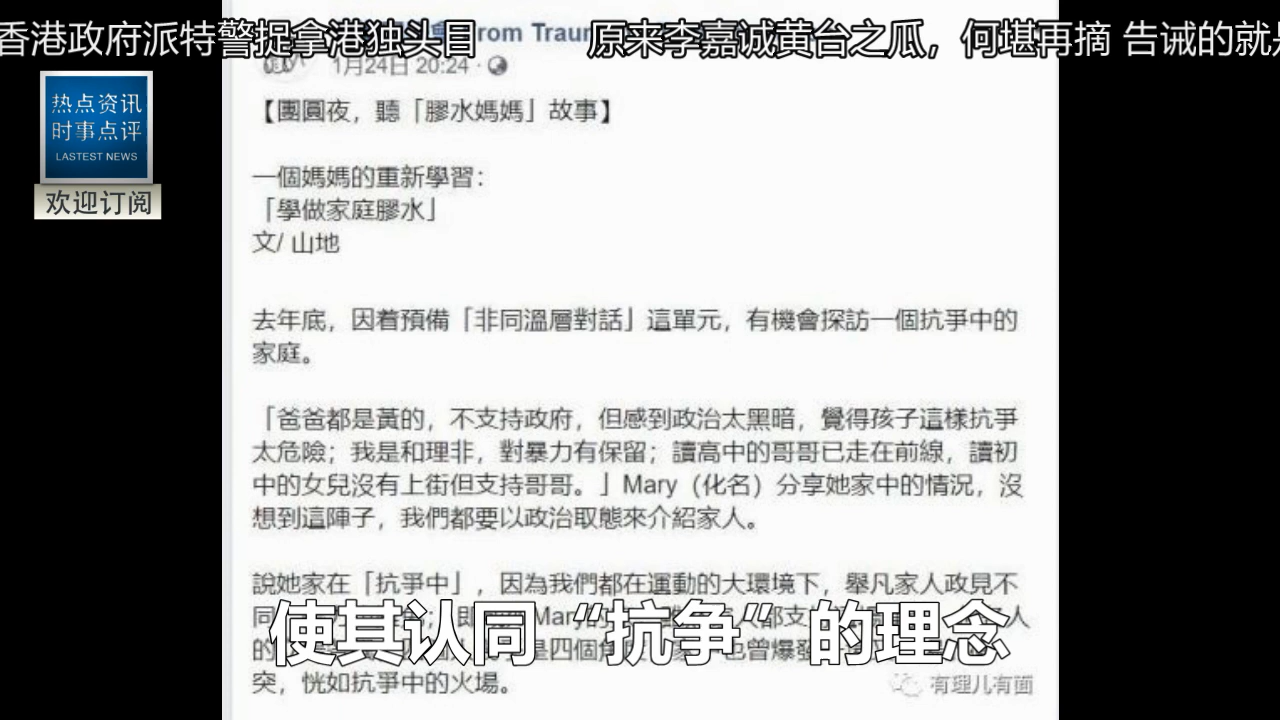 香港政府派特警捉拿港独头目 原来李嘉诚黄台之瓜，何堪再摘 告诫的就是
會 From Traum
1月24日 20:24
热点资讯
时事点评
LASTEST NEWS
欢迎订阅
【團圓夜，聽「膠水媽媽」故事】
一個媽媽的重新學習：
「學做家庭膠水」
文/ 山地
去年底，因着預備「非同溫層對話」這單元，有機會探訪一個抗爭中的
家庭。
「爸爸都是黃的，不支持政府，但感到政治太黑暗，覺得孩子這樣抗爭
太危險；我是和理非，對暴力有保留；讀高中的哥哥已走在前線，讀初
中的女兒沒有上街但支持哥哥。」Mary（化名）分享她家中的情況，沒
想到這陣子，我們都要以政治取態來介紹家人。
說她家在「抗爭中」，因為我們都在運動的大環境下，舉凡家人政見不
同
使其认同“抗争“的理念
的
突，恍如抗爭中的火場。
有理儿有面